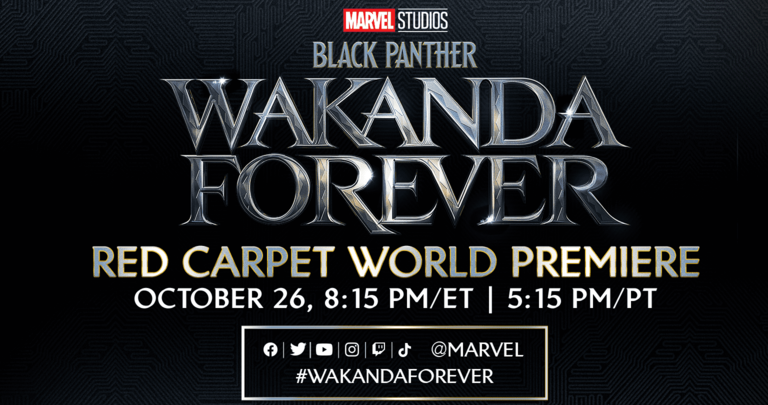 MARVEL STUDIOS
BLACK PANTHER
WAKANDA
FOREVER
RED CARPET WORLD PREMIERE
OCTOBER 26, 8:15 PM/ET | 5:15 PM/PT
@MARVEL
#WAKANDAFOREVER